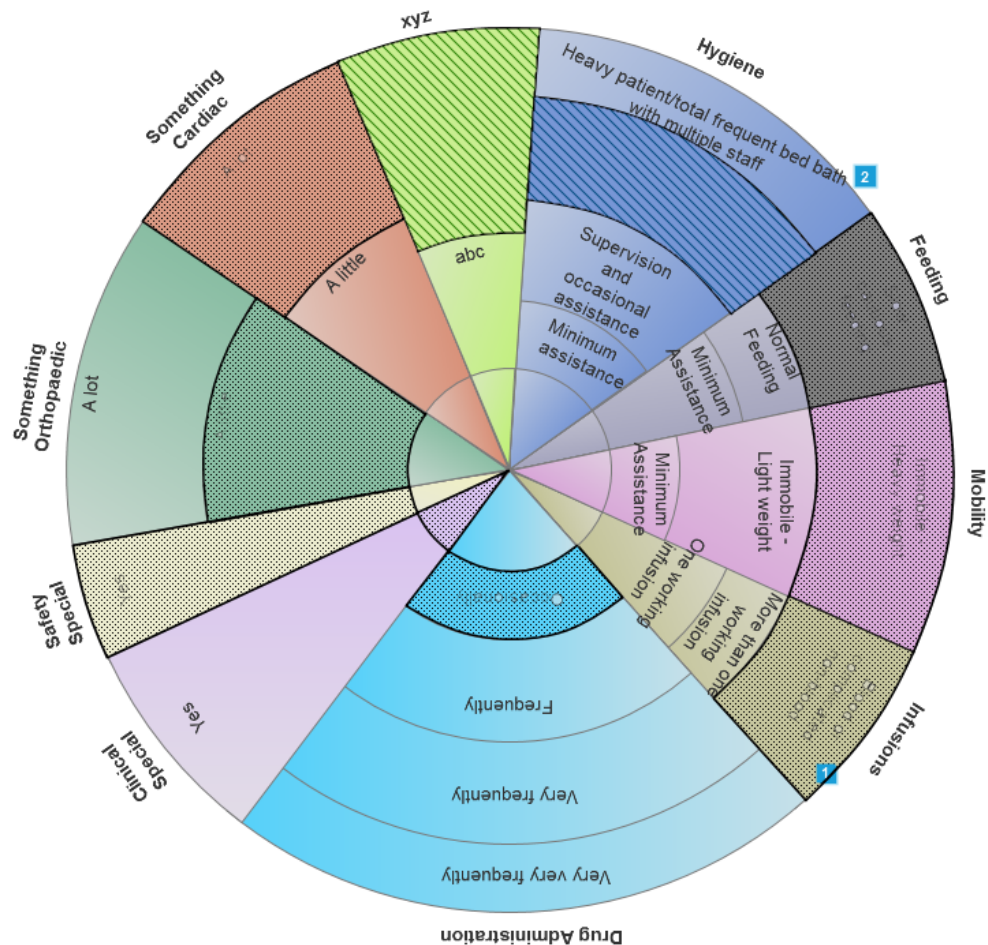 xyz
abc
Hygiene
Heavy patient/total frequent bed bath
with multiple staff
Supervision
and
occasional
assistance
Minimum
assistance
2
Feeding
Normal
Feeding
Minimum
Assistance
Mobility
Immobile -
Immobile -
Light weight
Minimum
Assistance
Infusions
More than one
working
infusion
One working
infusion
1
Drug Administration
Occasionally
Frequently
Very frequently
Very very frequently
Clinical
Special
Yes
Safety
Special
Yes
Something
Orthopaedic
A lot
Something
Cardiac
A little